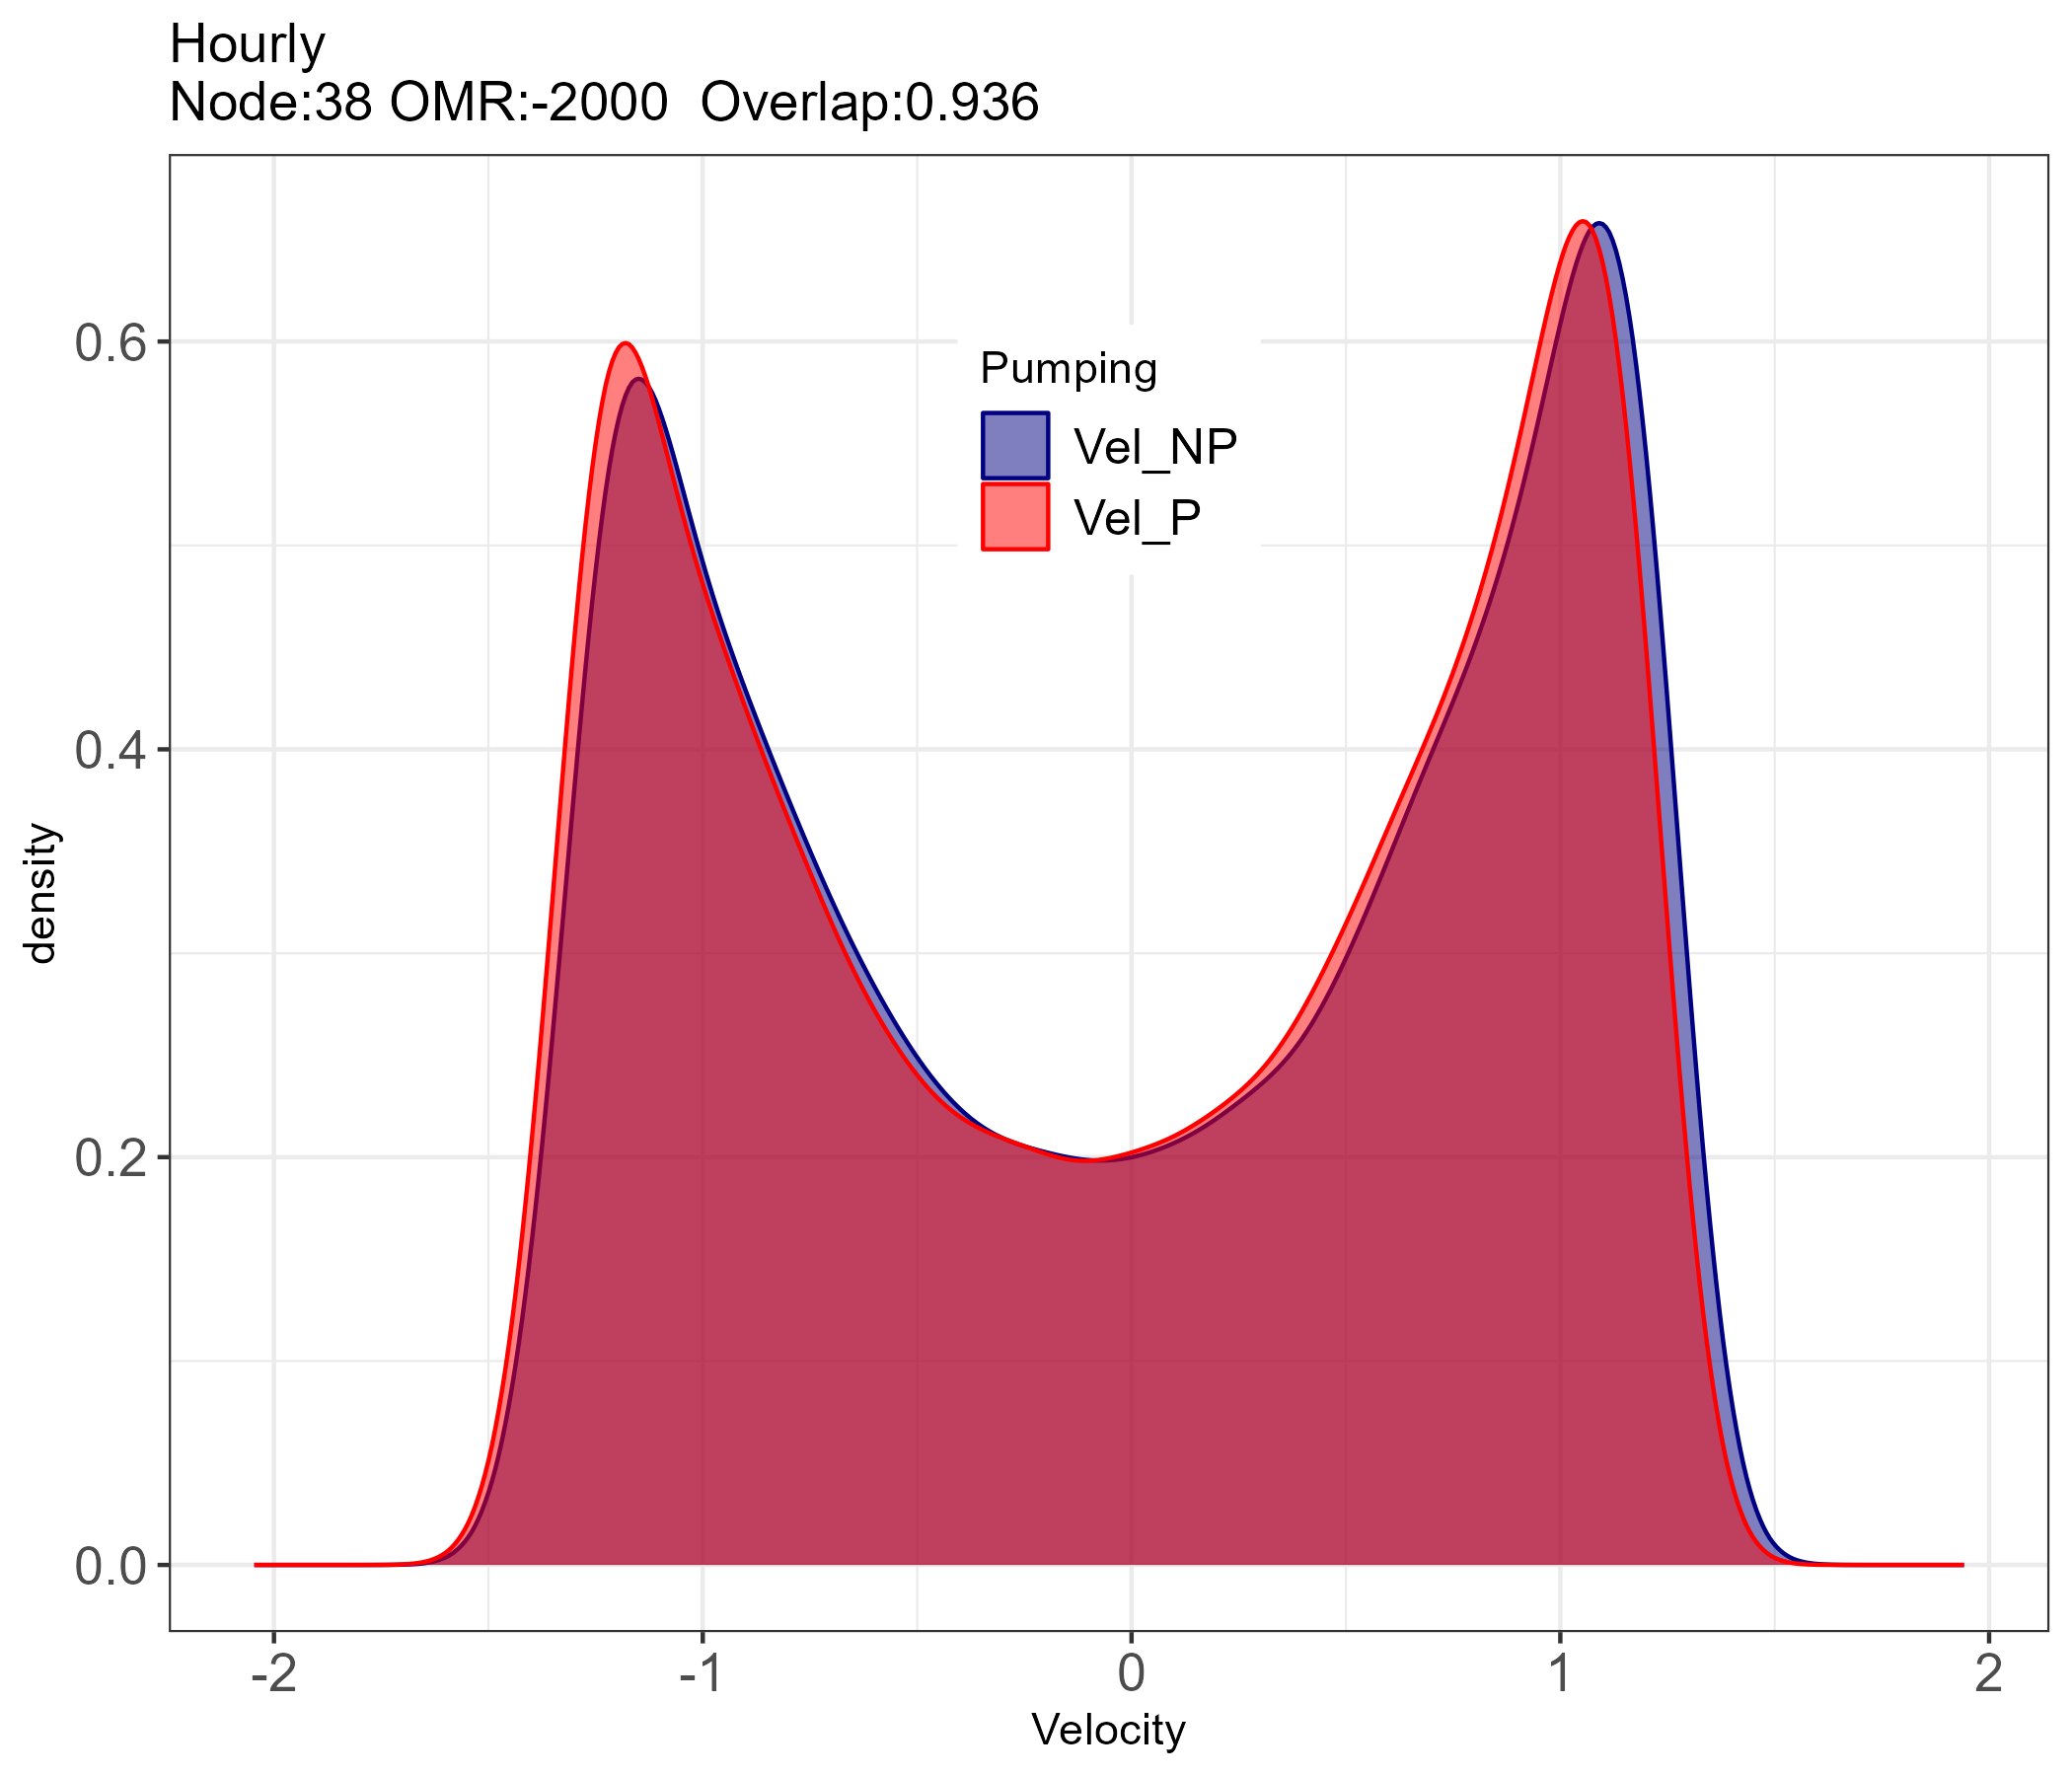 Hourly
Node:38 OMR:-2000  Overlap:0.936
0.6
0.4
0.2
0.0
density
Pumping
Vel_NP
Vel_P
-2
-1
0
1
2
Velocity